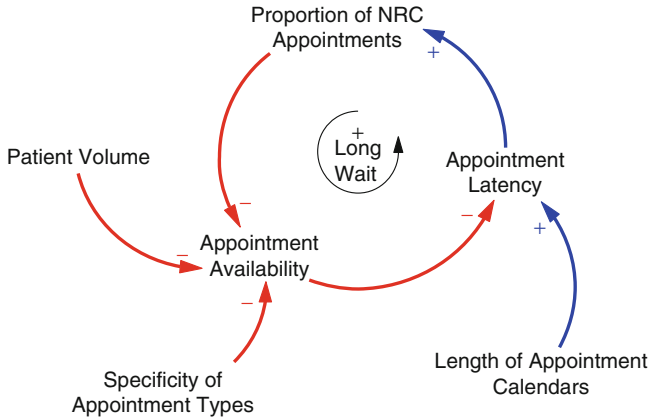 Proportion of NRC
Appointments
+
+
Long
Wait
Patient Volume
Appointment
Latency
−
−
+
Appointment
Availability
−
−
Length of Appointment
Calendars
Specificity of
Appointment Types